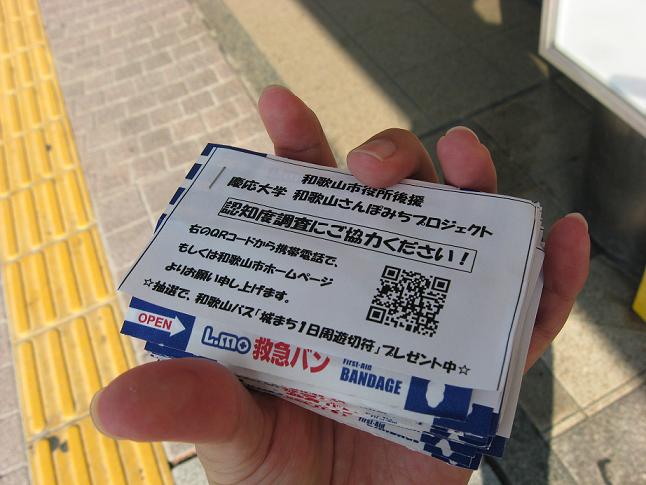 和歌山市役所後援
慶応大学 和歌山さんぽみちプロジェクト
認知度調査にご協力ください!
右のQRコードから携帯電話で、
もしくは和歌山市ホームページ
よりお願い申し上げます。
☆抽選で、和歌山バス「城まち1日周遊切符」プレゼント中☆
OPEN
L.mo 救急バン
First-Aid
BANDAGE